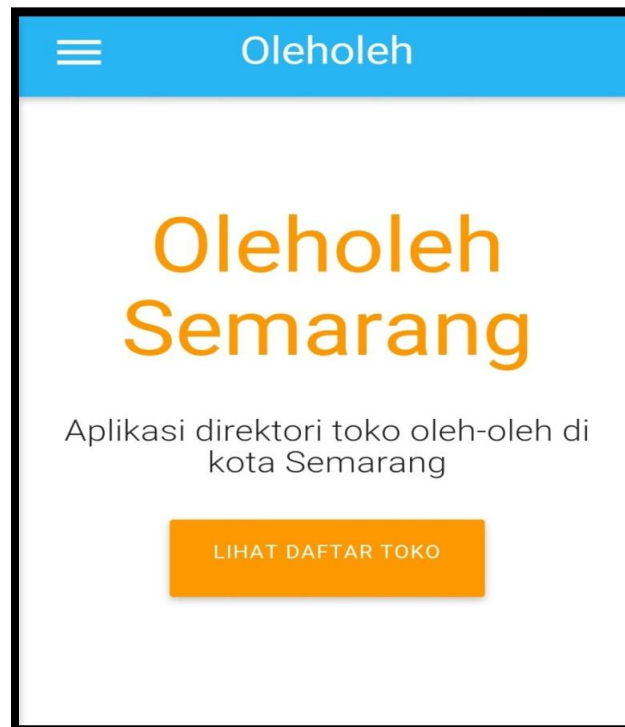 Oleholeh
Oleholeh
Semarang
Aplikasi direktori toko oleh-oleh di
kota Semarang
LIHAT DAFTAR TOKO